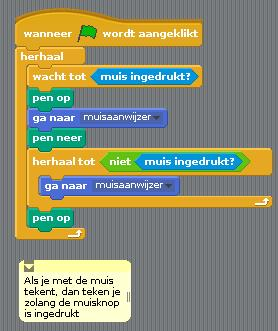 wanneer wordt aangeklikt
herhaal
wacht tot muis ingedrukt?
pen op
ga naar muisaanwijzer
pen neer
herhaal tot niet muis ingedrukt?
ga naar muisaanwijzer
pen op
Als je met de muis
tekent, dan teken je
zolang de muisknop
is ingedrukt